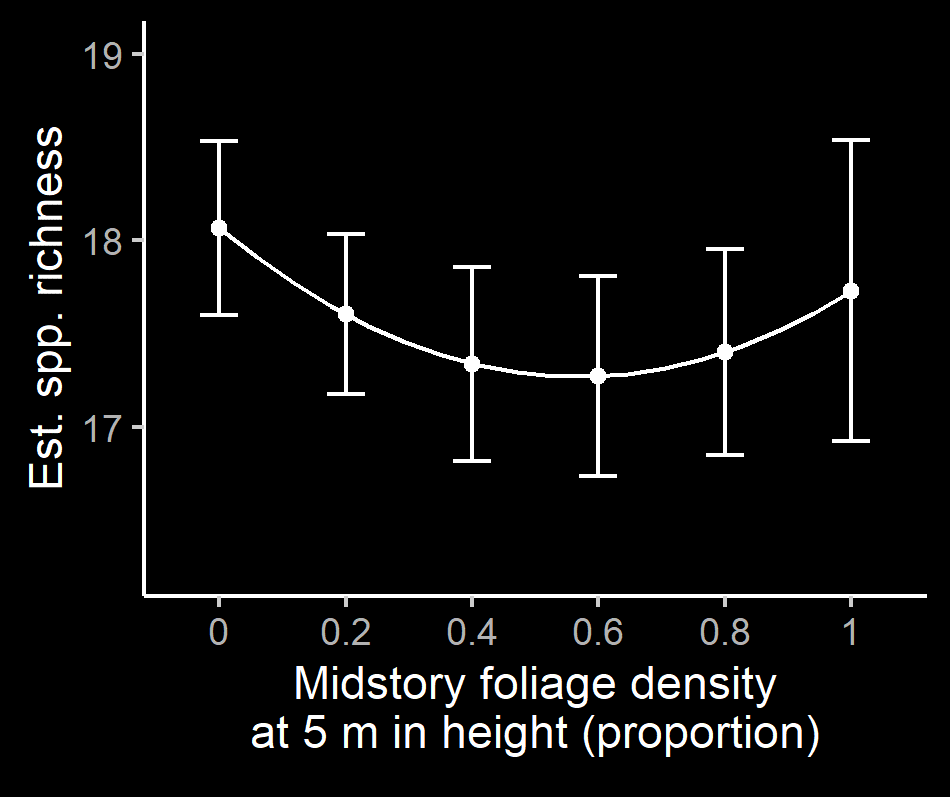 19
18
17
Est. spp. richness
0 0.2 0.4 0.6 0.8 1
Midstory foliage density
at 5 m in height (proportion)